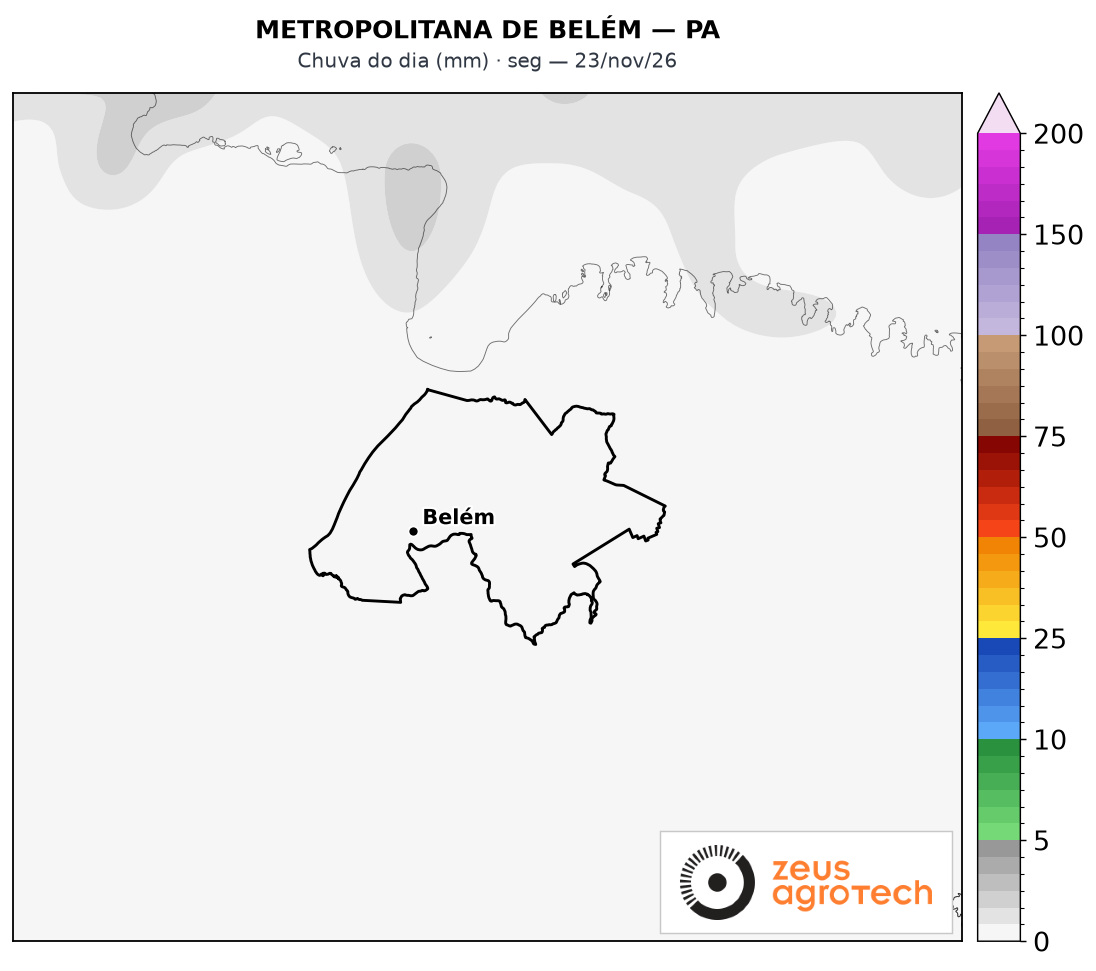 METROPOLITANA DE BELÉM — PA
Chuva do dia (mm) · seg — 23/nov/26
200
150
100
75
50
25
10
5
0
Belém
zeus
agrotech